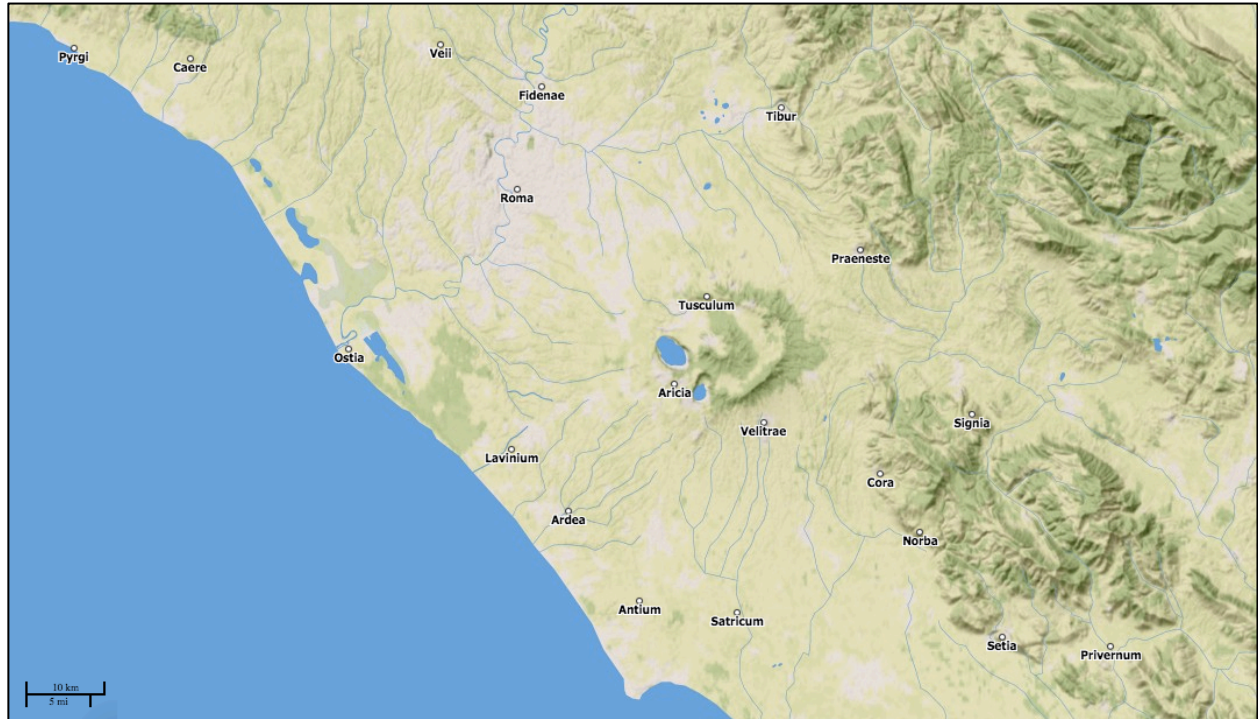 Pyrgi
Caere
Veii
Fidenae
Tibur
Roma
Praeneste
Tusculum
Ostia
Aricia
Velitrae
Signia
Lavinium
Cora
Ardea
Norba
Antium
Satricum
Setia
Privernum
10 km
5 mi